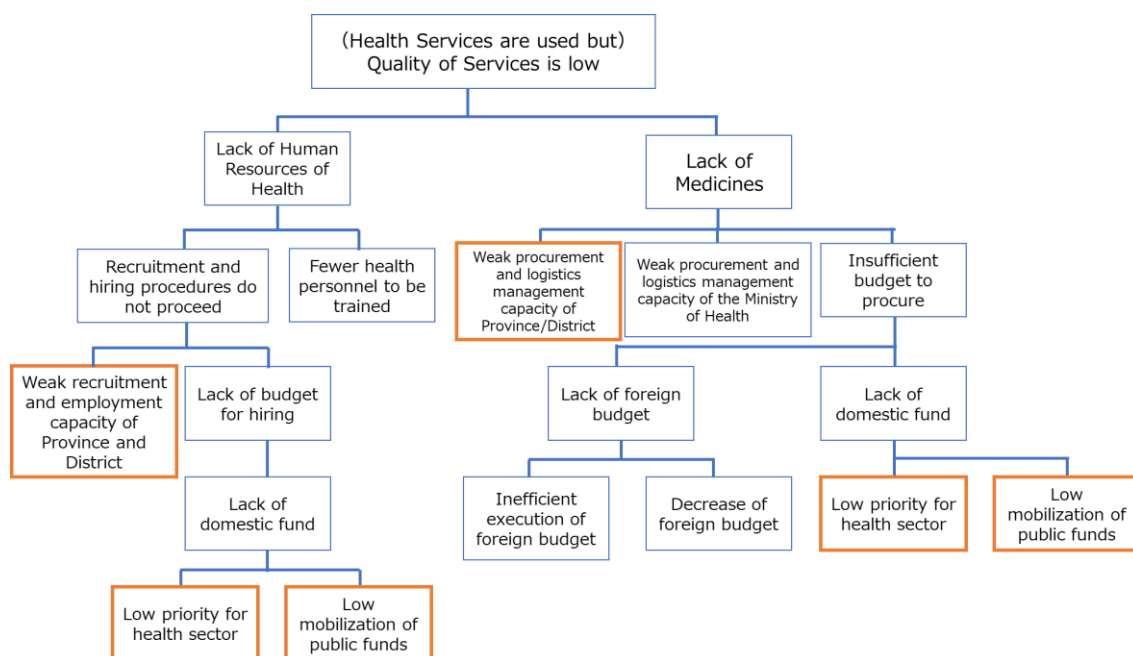 (Health Services are used but)
Quality of Services is low
Lack of Human
Resources of
Health
Lack of
Medicines
Recruitment and
hiring procedures do
not proceed
Fewer health
personnel to be
trained
Weak procurement
and logistics
management
capacity of
Province/District
Weak procurement and
logistics management
capacity of the Ministry
of Health
Insufficient
budget to
procure
Weak recruitment
and employment
capacity of
Province and
District
Lack of budget
for hiring
Lack of foreign
budget
Lack of
domestic fund
Lack of
domestic fund
Inefficient
execution of
foreign budget
Decrease of
foreign budget
Low priority for
health sector
Low
mobilization of
public funds
Low priority for
health sector
Low
mobilization of
public funds